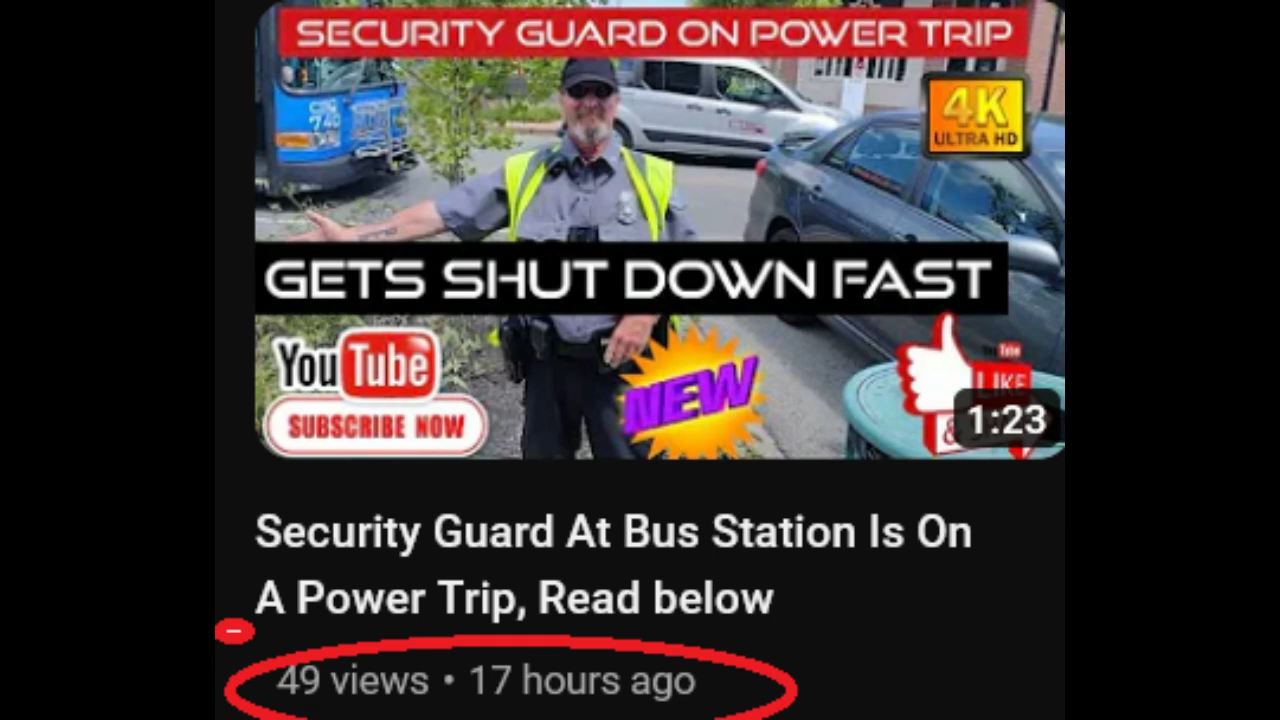 SECURITY GUARD ON POWER TRIP
4K
ULTRA HD
GETS SHUT DOWN FAST
YouTube
SUBSCRIBE NOW
NEW
YouTube
LIKE
&
1:23
Security Guard At Bus Station Is On
A Power Trip, Read below
49 views • 17 hours ago